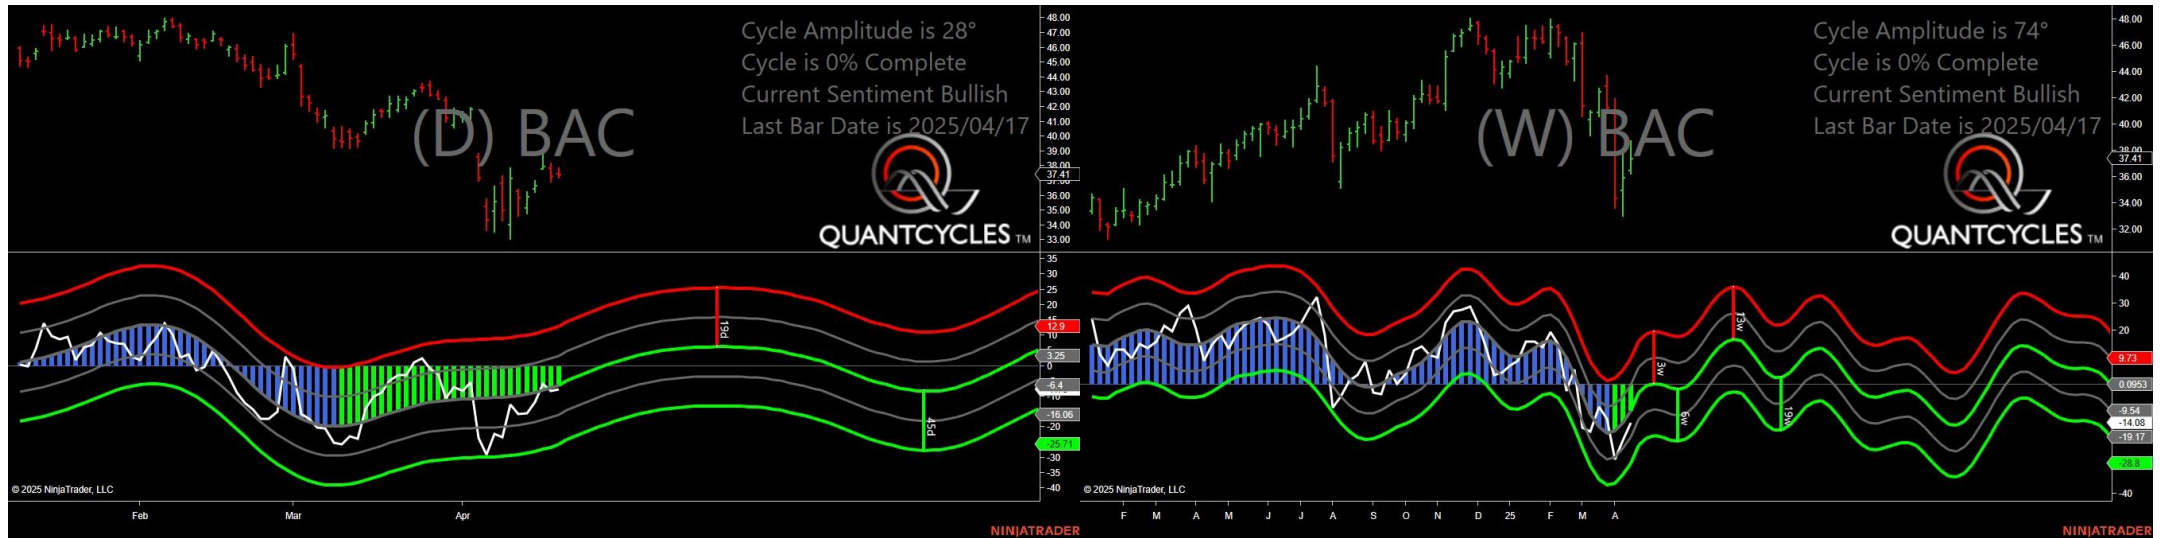 Cycle Amplitude is 28°
Cycle is 0% Complete
Current Sentiment Bullish
Last Bar Date is 2025/04/17
(D) BAC
QUANTCYCLES TM
48.00
47.00
46.00
45.00
44.00
43.00
42.00
41.00
40.00
39.00
38.00
37.41
36.00
35.00
34.00
33.00
35
30
25
20
12.9
3.25
0
-6.4
-10
-16.06
-20
-25.71
-30
-35
-40
19d
45d
© 2025 NinjaTrader, LLC
Feb Mar Apr
NINJATRADER
Cycle Amplitude is 74°
Cycle is 0% Complete
Current Sentiment Bullish
Last Bar Date is 2025/04/17
(W) BAC
QUANTCYCLES TM
48.00
46.00
44.00
42.00
40.00
38.00
37.41
36.00
34.00
32.00
40
30
20
9.73
0.0953
-9.54
-14.08
-19.17
-28.8
-40
3w
6w
13w
19w
© 2025 NinjaTrader, LLC
F M A M J J A S O N D 25 F M A
NINJATRADER